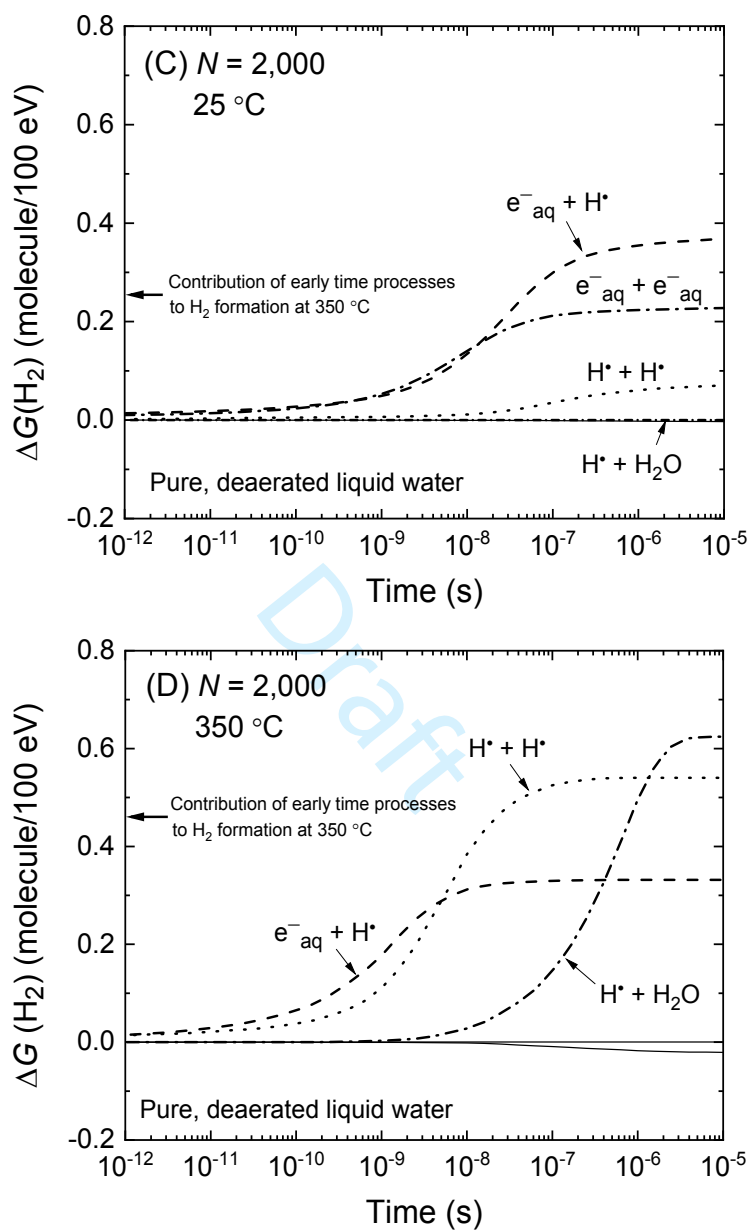 0.8
(C) N = 2,000
25 °C
0.6
e⁻aq + H•
0.4
Contribution of early time processes
to H₂ formation at 350 °C
e⁻aq + e⁻aq
0.2
H• + H•
0.0
H• + H₂O
Pure, deaerated liquid water
-0.2
ΔG(H₂) (molecule/100 eV)
10⁻¹² 10⁻¹¹ 10⁻¹⁰ 10⁻⁹ 10⁻⁸ 10⁻⁷ 10⁻⁶ 10⁻⁵
Time (s)
Draft
0.8
(D) N = 2,000
350 °C
H• + H•
0.6
Contribution of early time processes
to H₂ formation at 350 °C
0.4
e⁻aq + H•
0.2
H• + H₂O
0.0
Pure, deaerated liquid water
-0.2
ΔG (H₂) (molecule/100 eV)
10⁻¹² 10⁻¹¹ 10⁻¹⁰ 10⁻⁹ 10⁻⁸ 10⁻⁷ 10⁻⁶ 10⁻⁵
Time (s)